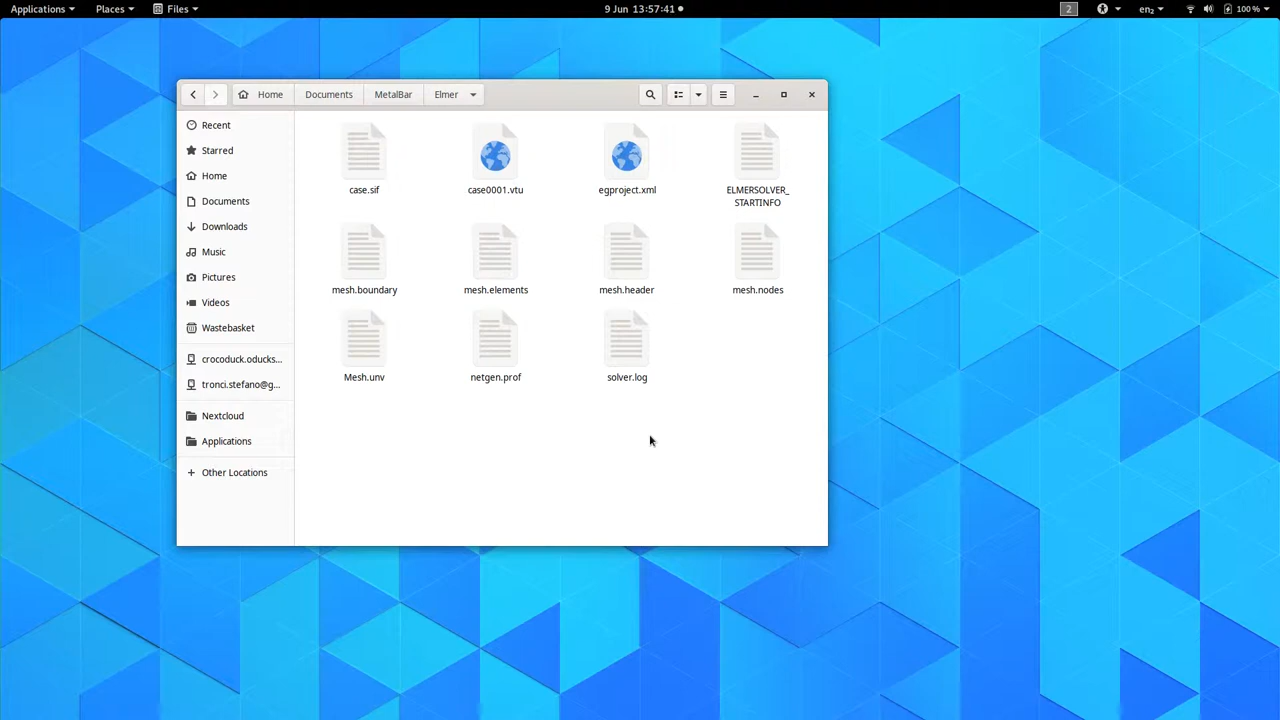 Applications Places Files 9 Jun 13:57:41 2 en₂ 100 %
Home Documents MetalBar Elmer
Recent
Starred
Home
Documents
Downloads
Music
Pictures
Videos
Wastebasket
crocoduck.oducks...
tronci.stefano@g...
Nextcloud
Applications
Other Locations
case.sif case0001.vtu egproject.xml ELMERSOLVER_
STARTINFO
mesh.boundary mesh.elements mesh.header mesh.nodes
Mesh.unv netgen.prof solver.log